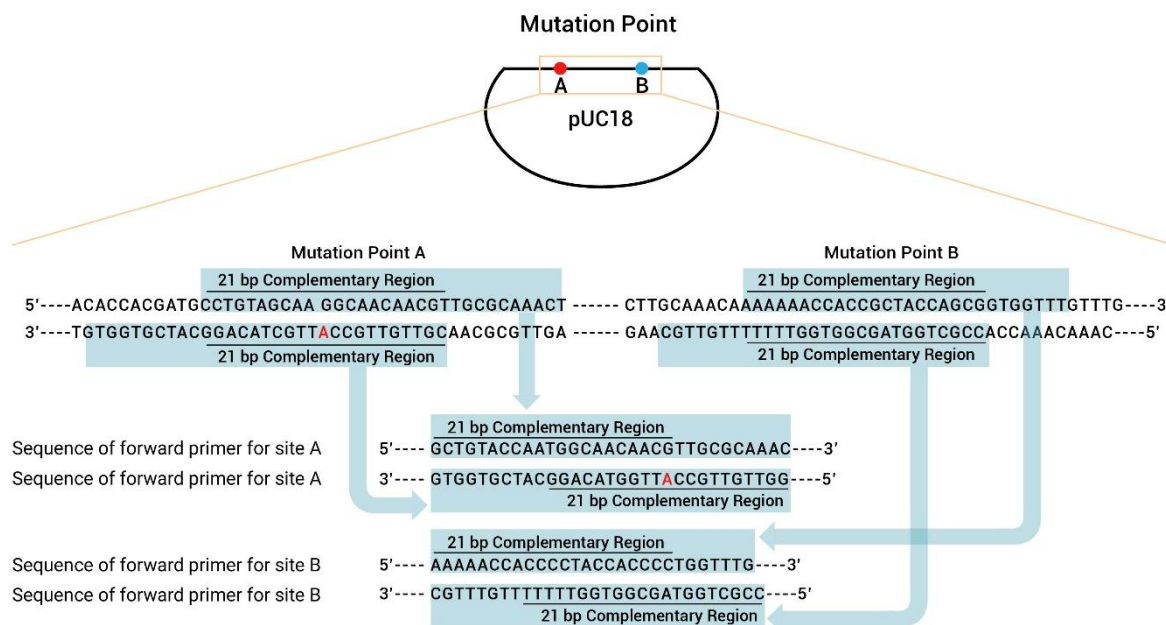 Mutation Point
A B
pUC18
Mutation Point A Mutation Point B
21 bp Complementary Region 21 bp Complementary Region
5'----ACACCACGATGCCTGTAGCAA GGCAACAACGTTGCGCAAACT ------ CTTGCAAACAAAAAAACCACCGCTACCAGCGGTGGTTTGTTTG----3'
3'----TGTGGTGCTACGGACATCGTTACCGTTGTTGCAACGCGTTGA ------ GAACGTTGTTTTTTTGGTGGCGATGGTCGCCACCAAACAAAC----5'
21 bp Complementary Region 21 bp Complementary Region
21 bp Complementary Region
Sequence of forward primer for site A 5'---- GCTGTACCAATGGCAACAACGTTGCGCAAAC----3'
Sequence of forward primer for site A 3'---- GTGGTGCTACGGACATGGTTACCGTTGTTGG----5'
21 bp Complementary Region
21 bp Complementary Region
Sequence of forward primer for site B 5'---- AAAAACCACCCCTACCACCCCTGGTTTG----3'
Sequence of forward primer for site B 3'---- CGTTTGTTTTTTTGGTGGCGATGGTCGCC----5'
21 bp Complementary Region